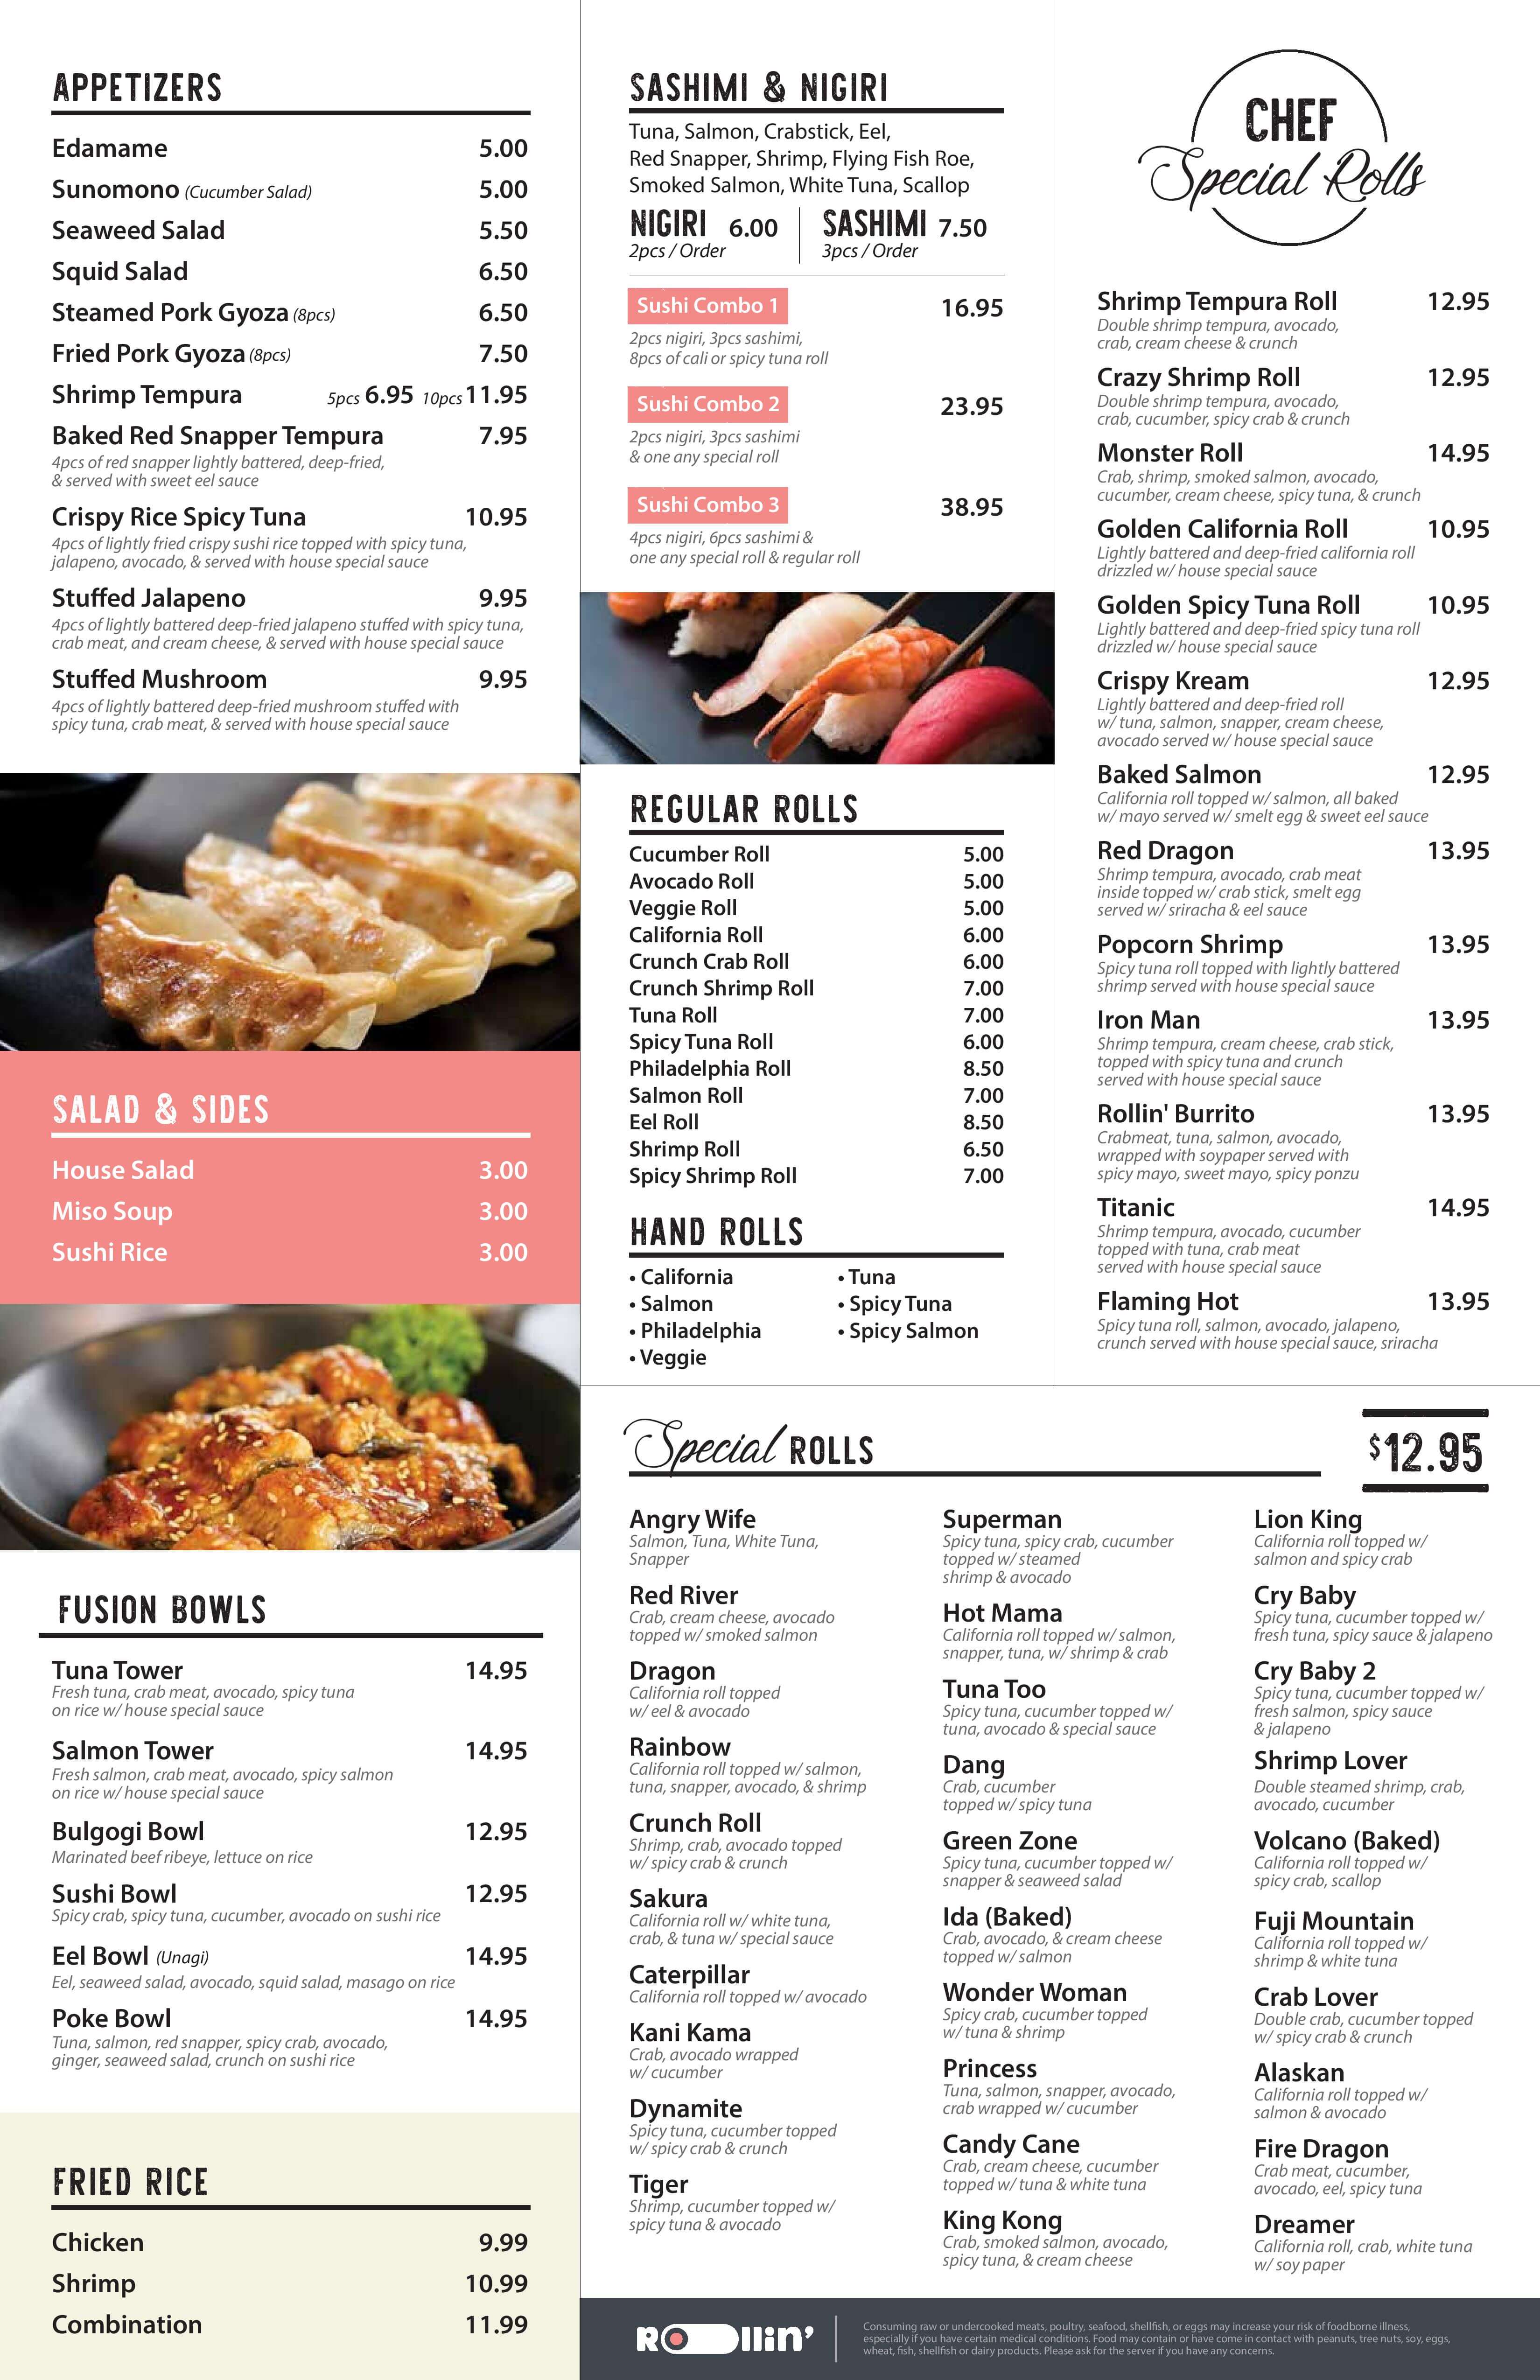 APPETIZERS
Edamame 5.00
Sunomono (Cucumber Salad) 5.00
Seaweed Salad 5.50
Squid Salad 6.50
Steamed Pork Gyoza (8pcs) 6.50
Fried Pork Gyoza (8pcs) 7.50
Shrimp Tempura 5pcs 6.95 10pcs 11.95
Baked Red Snapper Tempura 7.95
4pcs of red snapper lightly battered, deep-fried,
& served with sweet eel sauce
Crispy Rice Spicy Tuna 10.95
4pcs of lightly fried crispy sushi rice topped with spicy tuna,
jalapeno, avocado, & served with house special sauce
Stuffed Jalapeno 9.95
4pcs of lightly battered deep-fried jalapeno stuffed with spicy tuna,
crab meat, and cream cheese, & served with house special sauce
Stuffed Mushroom 9.95
4pcs of lightly battered deep-fried mushroom stuffed with
spicy tuna, crab meat, & served with house special sauce
SALAD & SIDES
House Salad 3.00
Miso Soup 3.00
Sushi Rice 3.00
FUSION BOWLS
Tuna Tower 14.95
Fresh tuna, crab meat, avocado, spicy tuna
on rice w/ house special sauce
Salmon Tower 14.95
Fresh salmon, crab meat, avocado, spicy salmon
on rice w/ house special sauce
Bulgogi Bowl 12.95
Marinated beef ribeye, lettuce on rice
Sushi Bowl 12.95
Spicy crab, spicy tuna, cucumber, avocado on sushi rice
Eel Bowl (Unagi) 14.95
Eel, seaweed salad, avocado, squid salad, masago on rice
Poke Bowl 14.95
Tuna, salmon, red snapper, spicy crab, avocado,
ginger, seaweed salad, crunch on sushi rice
FRIED RICE
Chicken 9.99
Shrimp 10.99
Combination 11.99
SASHIMI & NIGIRI
Tuna, Salmon, Crabstick, Eel,
Red Snapper, Shrimp, Flying Fish Roe,
Smoked Salmon, White Tuna, Scallop
NIGIRI 6.00 SASHIMI 7.50
2pcs / Order 3pcs / Order
Sushi Combo 1 16.95
2pcs nigiri, 3pcs sashimi,
8pcs of cali or spicy tuna roll
Sushi Combo 2 23.95
2pcs nigiri, 3pcs sashimi
& one any special roll
Sushi Combo 3 38.95
4pcs nigiri, 6pcs sashimi &
one any special roll & regular roll
REGULAR ROLLS
Cucumber Roll 5.00
Avocado Roll 5.00
Veggie Roll 5.00
California Roll 6.00
Crunch Crab Roll 6.00
Crunch Shrimp Roll 7.00
Tuna Roll 7.00
Spicy Tuna Roll 6.00
Philadelphia Roll 8.50
Salmon Roll 7.00
Eel Roll 8.50
Shrimp Roll 6.50
Spicy Shrimp Roll 7.00
HAND ROLLS
• California
• Salmon
• Philadelphia
• Veggie
• Tuna
• Spicy Tuna
• Spicy Salmon
CHEF
Special Rolls
Shrimp Tempura Roll 12.95
Double shrimp tempura, avocado,
crab, cream cheese & crunch
Crazy Shrimp Roll 12.95
Double shrimp tempura, avocado,
crab, cucumber, spicy crab & crunch
Monster Roll 14.95
Crab, shrimp, smoked salmon, avocado,
cucumber, cream cheese, spicy tuna, & crunch
Golden California Roll 10.95
Lightly battered and deep-fried california roll
drizzled w/ house special sauce
Golden Spicy Tuna Roll 10.95
Lightly battered and deep-fried spicy tuna roll
drizzled w/ house special sauce
Crispy Kream 12.95
Lightly battered and deep-fried roll
w/ tuna, salmon, snapper, cream cheese,
avocado served w/ house special sauce
Baked Salmon 12.95
California roll topped w/ salmon, all baked
w/ mayo served w/ smelt egg & sweet eel sauce
Red Dragon 13.95
Shrimp tempura, avocado, crab meat
inside topped w/ crab stick, smelt egg
served w/ sriracha & eel sauce
Popcorn Shrimp 13.95
Spicy tuna roll topped with lightly battered
shrimp served with house special sauce
Iron Man 13.95
Shrimp tempura, cream cheese, crab stick,
topped with spicy tuna and crunch
served with house special sauce
Rollin' Burrito 13.95
Crabmeat, tuna, salmon, avocado,
wrapped with soypaper served with
spicy mayo, sweet mayo, spicy ponzu
Titanic 14.95
Shrimp tempura, avocado, cucumber
topped with tuna, crab meat
served with house special sauce
Flaming Hot 13.95
Spicy tuna roll, salmon, avocado, jalapeno,
crunch served with house special sauce, sriracha
Special ROLLS $12.95
Angry Wife
Salmon, Tuna, White Tuna,
Snapper
Red River
Crab, cream cheese, avocado
topped w/ smoked salmon
Dragon
California roll topped
w/ eel & avocado
Rainbow
California roll topped w/ salmon,
tuna, snapper, avocado, & shrimp
Crunch Roll
Shrimp, crab, avocado topped
w/ spicy crab & crunch
Sakura
California roll w/ white tuna,
crab, & tuna w/ special sauce
Caterpillar
California roll topped w/ avocado
Kani Kama
Crab, avocado wrapped
w/ cucumber
Dynamite
Spicy tuna, cucumber topped
w/ spicy crab & crunch
Tiger
Shrimp, cucumber topped w/
spicy tuna & avocado
Superman
Spicy tuna, spicy crab, cucumber
topped w/ steamed
shrimp & avocado
Hot Mama
California roll topped w/ salmon,
snapper, tuna, w/ shrimp & crab
Tuna Too
Spicy tuna, cucumber topped w/
tuna, avocado & special sauce
Dang
Crab, cucumber
topped w/ spicy tuna
Green Zone
Spicy tuna, cucumber topped w/
snapper & seaweed salad
Ida (Baked)
Crab, avocado, & cream cheese
topped w/ salmon
Wonder Woman
Spicy crab, cucumber topped
w/ tuna & shrimp
Princess
Tuna, salmon, snapper, avocado,
crab wrapped w/ cucumber
Candy Cane
Crab, cream cheese, cucumber
topped w/ tuna & white tuna
King Kong
Crab, smoked salmon, avocado,
spicy tuna, & cream cheese
Lion King
California roll topped w/
salmon and spicy crab
Cry Baby
Spicy tuna, cucumber topped w/
fresh tuna, spicy sauce & jalapeno
Cry Baby 2
Spicy tuna, cucumber topped w/
fresh salmon, spicy sauce
& jalapeno
Shrimp Lover
Double steamed shrimp, crab,
avocado, cucumber
Volcano (Baked)
California roll topped w/
spicy crab, scallop
Fuji Mountain
California roll topped w/
shrimp & white tuna
Crab Lover
Double crab, cucumber topped
w/ spicy crab & crunch
Alaskan
California roll topped w/
salmon & avocado
Fire Dragon
Crab meat, cucumber,
avocado, eel, spicy tuna
Dreamer
California roll, crab, white tuna
w/ soy paper
ROllin'
Consuming raw or undercooked meats, poultry, seafood, shellfish, or eggs may increase your risk of foodborne illness,
especially if you have certain medical conditions. Food may contain or have come in contact with peanuts, tree nuts, soy, eggs,
wheat, fish, shellfish or dairy products. Please ask for the server if you have any concerns.